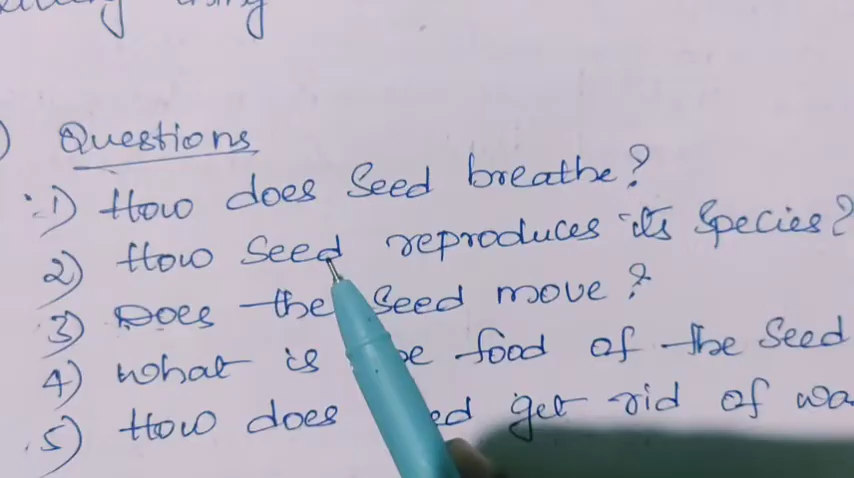 Questions
1) How does Seed breathe?
2) How Seed reproduces its Species?
3) Does the Seed move?
4) What is food of the Seed
5) How does get rid of